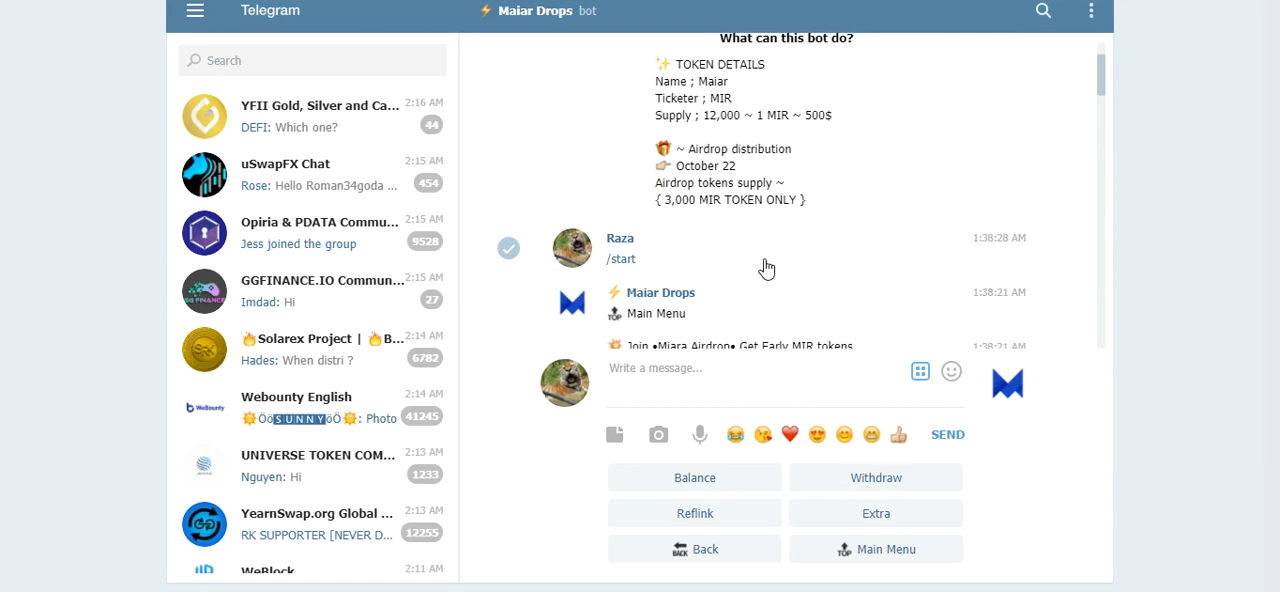 Telegram
⚡ Maiar Drops bot
Search
YFII Gold, Silver and Ca... 2:16 AM
DEFI: Which one? 44
uSwapFX Chat 2:15 AM
Rose: Hello Roman34goda ... 454
Opiria & PDATA Commu... 2:15 AM
Jess joined the group 9528
GGFINANCE.IO Commun... 2:15 AM
Imdad: Hi 27
🔥Solarex Project | 🔥B... 2:14 AM
Hades: When distri ? 6782
Webounty English 2:14 AM
☀️Öö🆂🆄🅽🅽🆈öÖ☀️: Photo 41245
UNIVERSE TOKEN COM... 2:13 AM
Nguyen: Hi 1233
YearnSwap.org Global ... 2:13 AM
RK SUPPORTER [NEVER D... 12255
WeBlock 2:11 AM
What can this bot do?
✨ TOKEN DETAILS
Name ; Maiar
Ticketer ; MIR
Supply ; 12,000 ~ 1 MIR ~ 500$
🎁 ~ Airdrop distribution
👉🏻 October 22
Airdrop tokens supply ~
{ 3,000 MIR TOKEN ONLY }
Raza 1:38:28 AM
/start
⚡ Maiar Drops 1:38:21 AM
🔝 Main Menu
💥 Join •Miara Airdrop• Get Early MIR tokens 1:38:21 AM
Write a message...
SEND
Balance Withdraw
Reflink Extra
🔙 Back 🔝 Main Menu